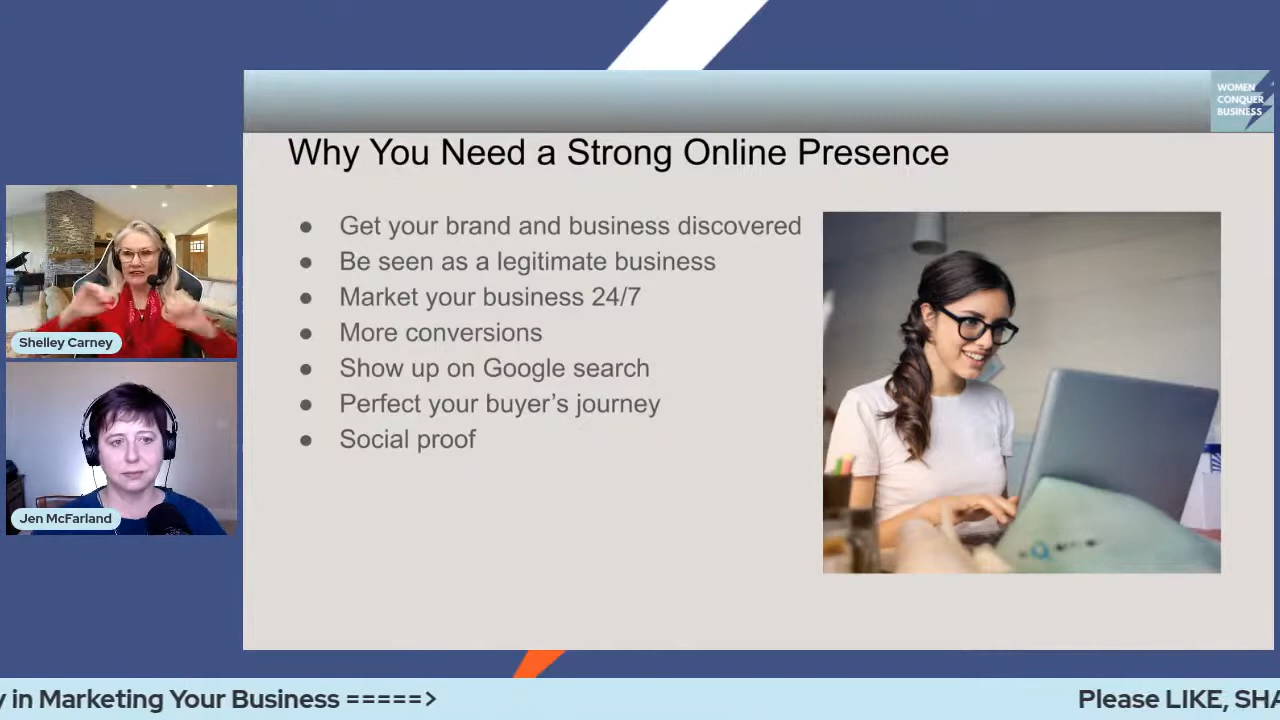 WOMEN
CONQUER
BUSINESS
Why You Need a Strong Online Presence
● Get your brand and business discovered
● Be seen as a legitimate business
● Market your business 24/7
● More conversions
● Show up on Google search
● Perfect your buyer’s journey
● Social proof
Shelley Carney
Jen McFarland
y in Marketing Your Business =====>
Please LIKE, SHA